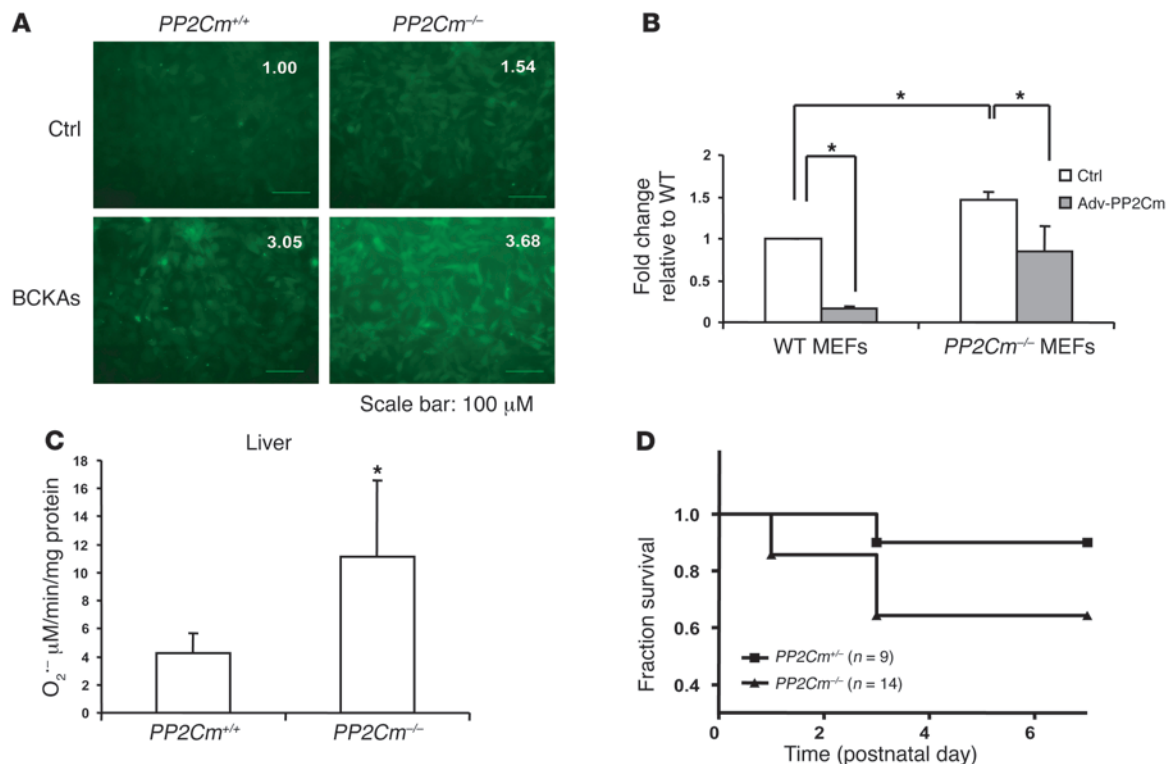 A
PP2Cm+/+
PP2Cm–/–
Ctrl
1.00
1.54
BCKAs
3.05
3.68
Scale bar: 100 μM
B
Fold change
relative to WT
2
1.5
1
0.5
0
*
*
*
Ctrl
Adv-PP2Cm
WT MEFs
PP2Cm–/– MEFs
C
Liver
O2•– μM/min/mg protein
18
16
14
12
10
8
6
4
2
0
*
PP2Cm+/+
PP2Cm–/–
D
Fraction survival
1.0
0.8
0.6
0.4
PP2Cm+/– (n = 9)
PP2Cm–/– (n = 14)
0
2
4
6
Time (postnatal day)